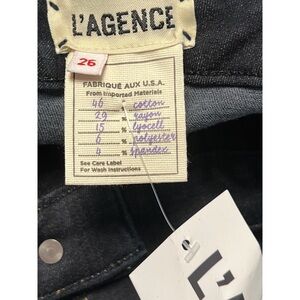 L'AGENCE
26
FABRIQUÉ AUX U.S.A.
From Imported Materials
46 % cotton
29 % rayon
15 % lyocell
6 % polyester
4 % spandex
See Care Label
For Wash Instructions
L'